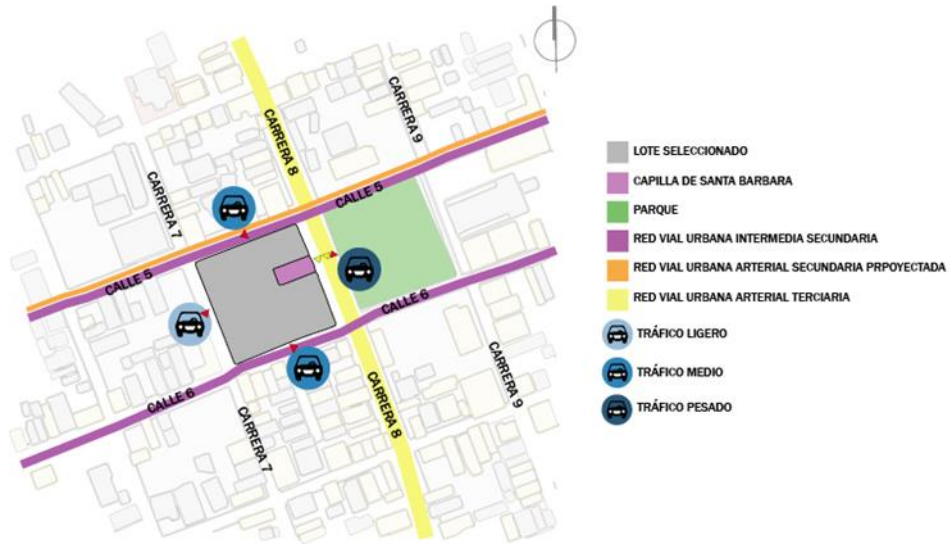 CARRERA 8
CARRERA 9
CARRERA 7
CALLE 5
CALLE 5
CALLE 6
CALLE 6
CARRERA 7
CARRERA 8
CARRERA 9
LOTE SELECCIONADO
CAPILLA DE SANTA BARBARA
PARQUE
RED VIAL URBANA INTERMEDIA SECUNDARIA
RED VIAL URBANA ARTERIAL SECUNDARIA PRPOYECTADA
RED VIAL URBANA ARTERIAL TERCIARIA
TRÁFICO LIGERO
TRÁFICO MEDIO
TRÁFICO PESADO